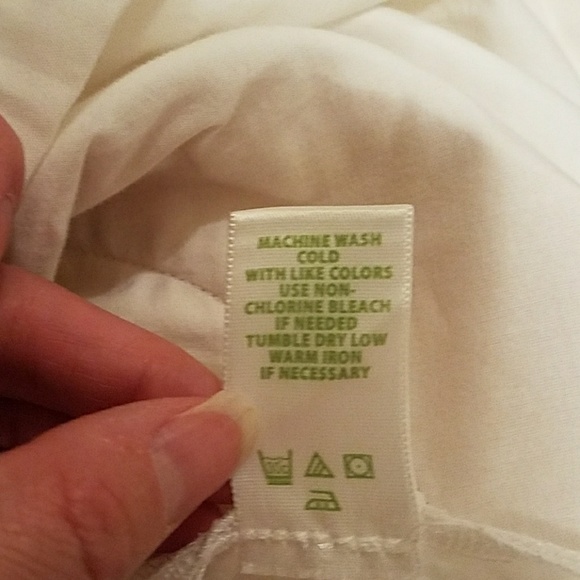 MACHINE WASH
COLD
WITH LIKE COLORS
USE NON-
CHLORINE BLEACH
IF NEEDED
TUMBLE DRY LOW
WARM IRON
IF NECESSARY